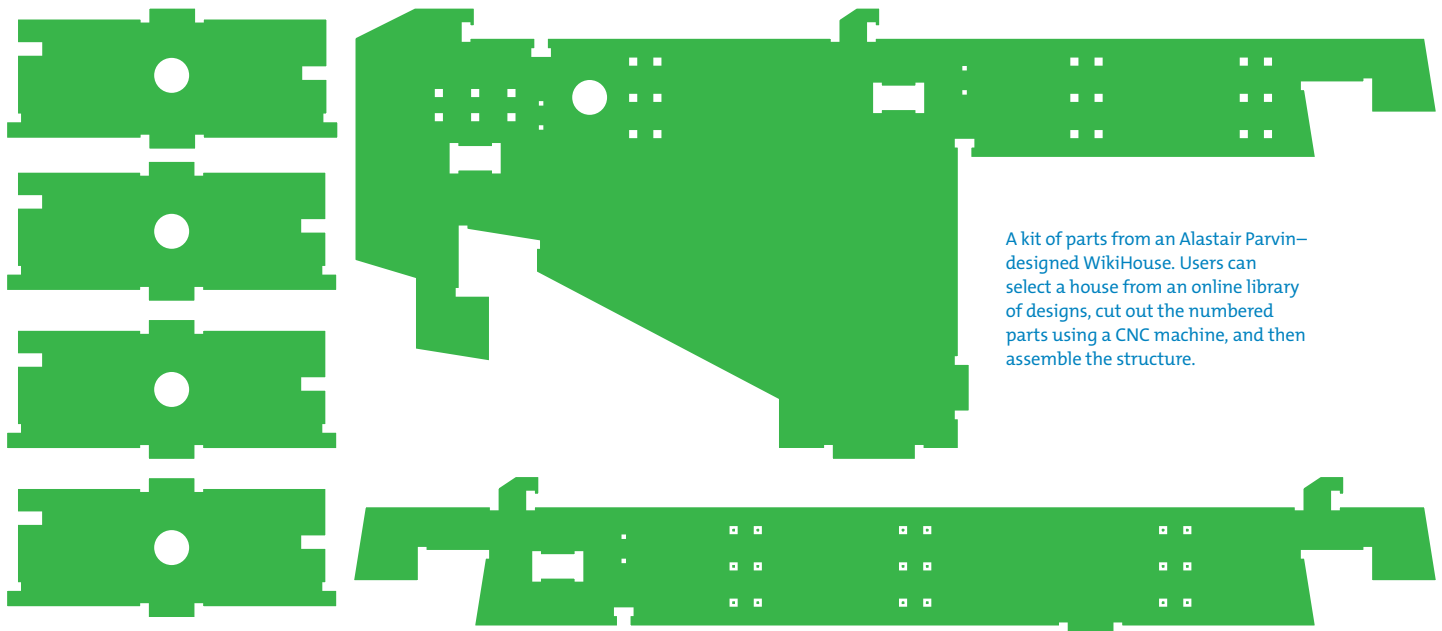 A kit of parts from an Alastair Parvin–
designed WikiHouse. Users can
select a house from an online library
of designs, cut out the numbered
parts using a CNC machine, and then
assemble the structure.